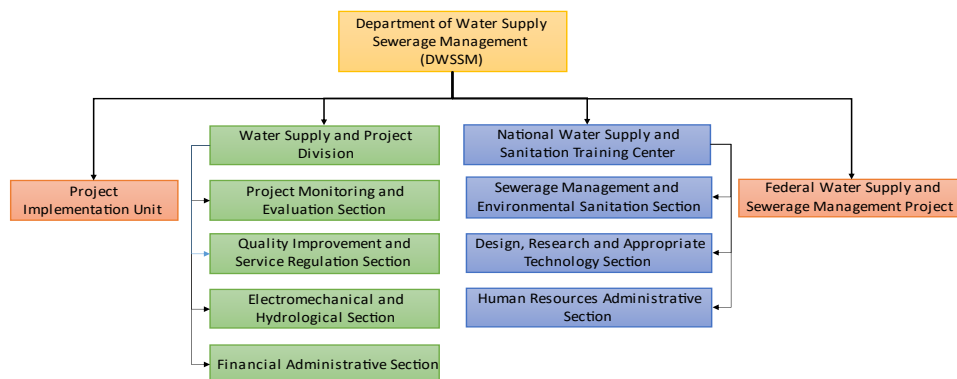 Department of Water Supply
Sewerage Management
(DWSSM)
Water Supply and Project
Division
National Water Supply and
Sanitation Training Center
Project
Implementation Unit
Project Monitoring and
Evaluation Section
Sewerage Management and
Environmental Sanitation Section
Federal Water Supply and
Sewerage Management Project
Quality Improvement and
Service Regulation Section
Design, Research and Appropriate
Technology Section
Electromechanical and
Hydrological Section
Human Resources Administrative
Section
Financial Administrative Section